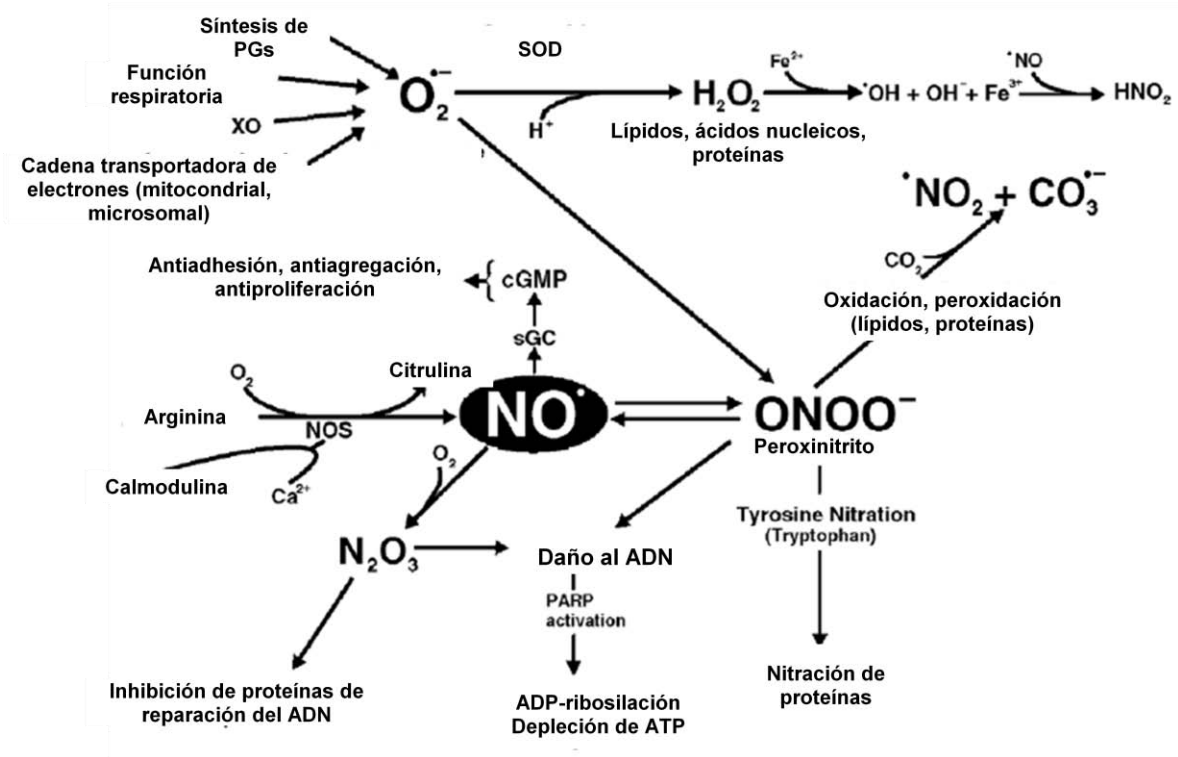 Síntesis de
PGs
SOD
Función
respiratoria
XO
Cadena transportadora de
electrones (mitocondrial,
microsomal)
O₂•−
H⁺
H₂O₂
Fe²⁺
•OH + OH⁻ + Fe³⁺
•NO
HNO₂
Lípidos, ácidos nucleicos,
proteínas
•NO₂ + CO₃•−
CO₂
Oxidación, peroxidación
(lípidos, proteínas)
Antiadhesión, antiagregación,
antiproliferación
{ cGMP
sGC
O₂
Citrulina
Arginina
NOS
NO•
ONOO⁻
Peroxinitrito
Calmodulina
Ca²⁺
O₂
N₂O₃
Daño al ADN
Tyrosine Nitration
(Tryptophan)
PARP
activation
Inhibición de proteínas de
reparación del ADN
ADP-ribosilación
Depleción de ATP
Nitración de
proteínas